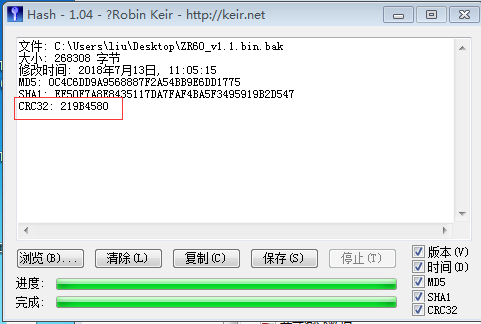 Hash - 1.04 - ?Robin Keir - http://keir.net
文件: C:\Users\liu\Desktop\ZR60_v1.1.bin.bak
大小: 268308 字节
修改时间: 2018年7月13日, 11:05:15
MD5: 0C4C6DD9A9568887F2A54BB9E6DD1775
SHA1: EF50F7A8F8435117DA7FAF4BA5F3495919B2D547
CRC32: 219B4580
浏览(B)...
清除(L)
复制(C)
保存(S)
停止(T)
版本(V)
时间(D)
MD5
SHA1
CRC32
进度:
完成: